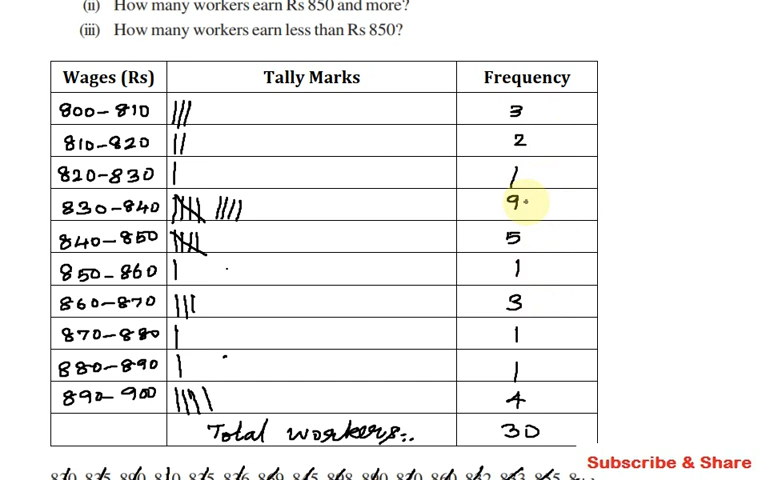 (ii) How many workers earn Rs 850 and more?
(iii) How many workers earn less than Rs 850?
Wages (Rs) Tally Marks Frequency
800-810 3
810-820 2
820-830 1
830-840 9
840-850 5
850-860 1
860-870 3
870-880 1
880-890 1
890-900 4
Total workers:. 30
Subscribe & Share